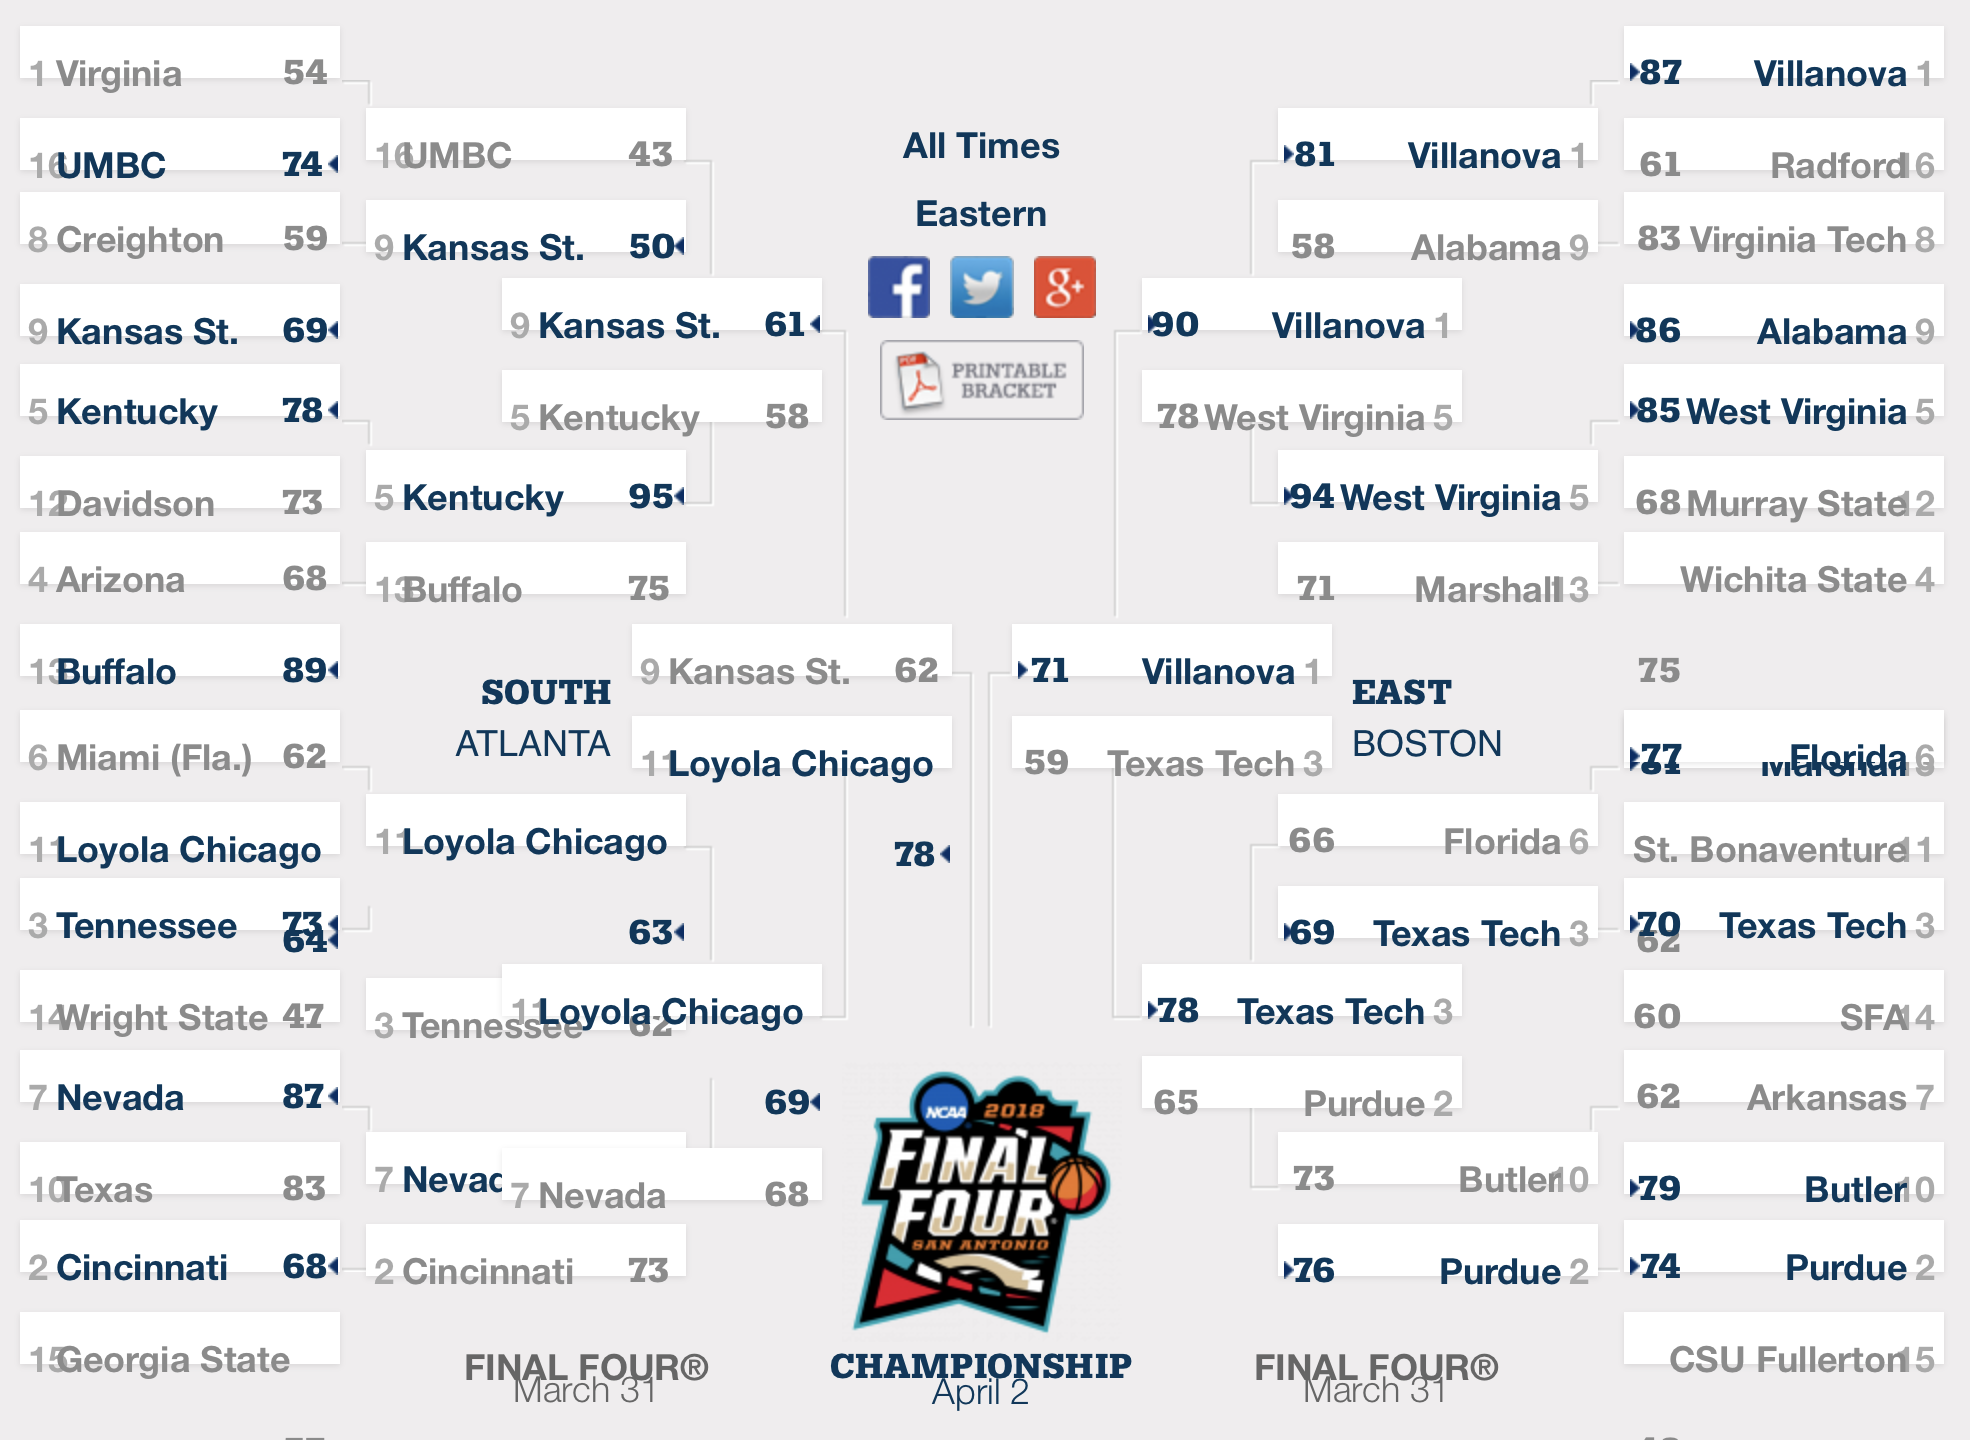 1 Virginia 54
16 UMBC 74
8 Creighton 59
9 Kansas St. 69
5 Kentucky 78
12 Davidson 73
4 Arizona 68
13 Buffalo 89
6 Miami (Fla.) 62
11 Loyola Chicago
64
3 Tennessee 73
14 Wright State 47
7 Nevada 87
10 Texas 83
2 Cincinnati 68
15 Georgia State
16 UMBC 43
9 Kansas St. 50
5 Kentucky 95
13 Buffalo 75
11 Loyola Chicago
63
3 Tennessee 62
7 Nevad
2 Cincinnati 73
9 Kansas St. 61
5 Kentucky 58
11 Loyola Chicago
69
7 Nevada 68
SOUTH
ATLANTA
9 Kansas St. 62
11 Loyola Chicago
78
All Times
Eastern
f
g+
PDF
PRINTABLE
BRACKET
71 Villanova 1
59 Texas Tech 3
EAST
BOSTON
90 Villanova 1
78 West Virginia 5
78 Texas Tech 3
65 Purdue 2
81 Villanova 1
58 Alabama 9
94 West Virginia 5
71 Marshall 13
66 Florida 6
69 Texas Tech 3
73 Butler 10
76 Purdue 2
87 Villanova 1
61 Radford 16
83 Virginia Tech 8
86 Alabama 9
85 West Virginia 5
68 Murray State 12
Wichita State 4
75
77 Florida 6
St. Bonaventure 11
62
70 Texas Tech 3
60 SFA 14
62 Arkansas 7
79 Butler 10
74 Purdue 2
CSU Fullerton 15
NCAA 2018
FINAL
FOUR
SAN ANTONIO
FINAL FOUR®
March 31
CHAMPIONSHIP
April 2
FINAL FOUR®
March 31